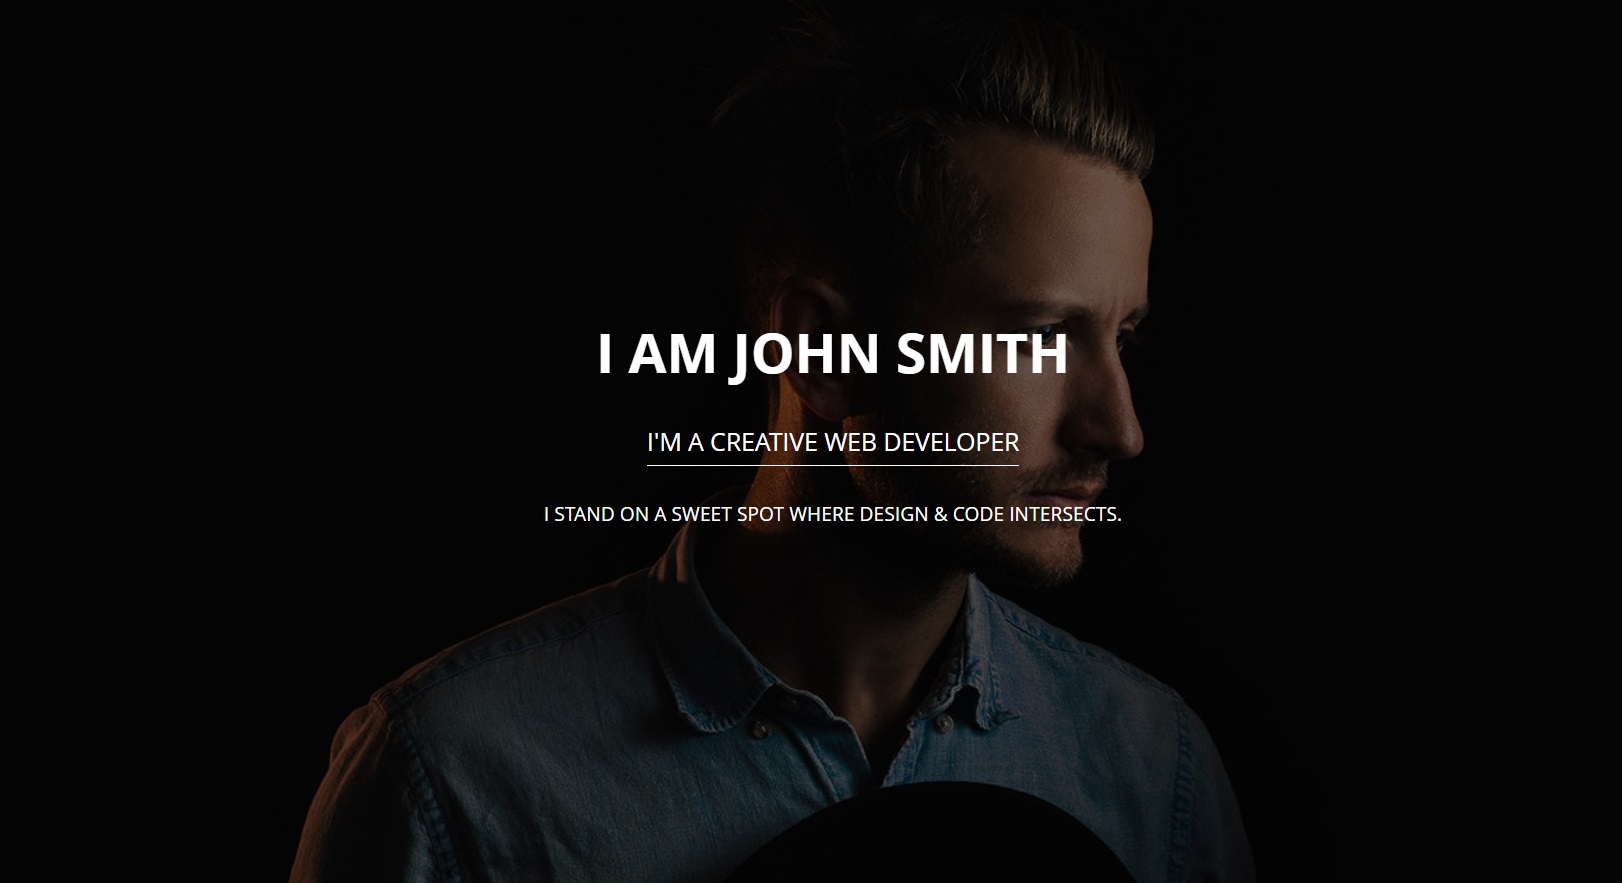 I AM JOHN SMITH
I'M A CREATIVE WEB DEVELOPER
I STAND ON A SWEET SPOT WHERE DESIGN & CODE INTERSECTS.